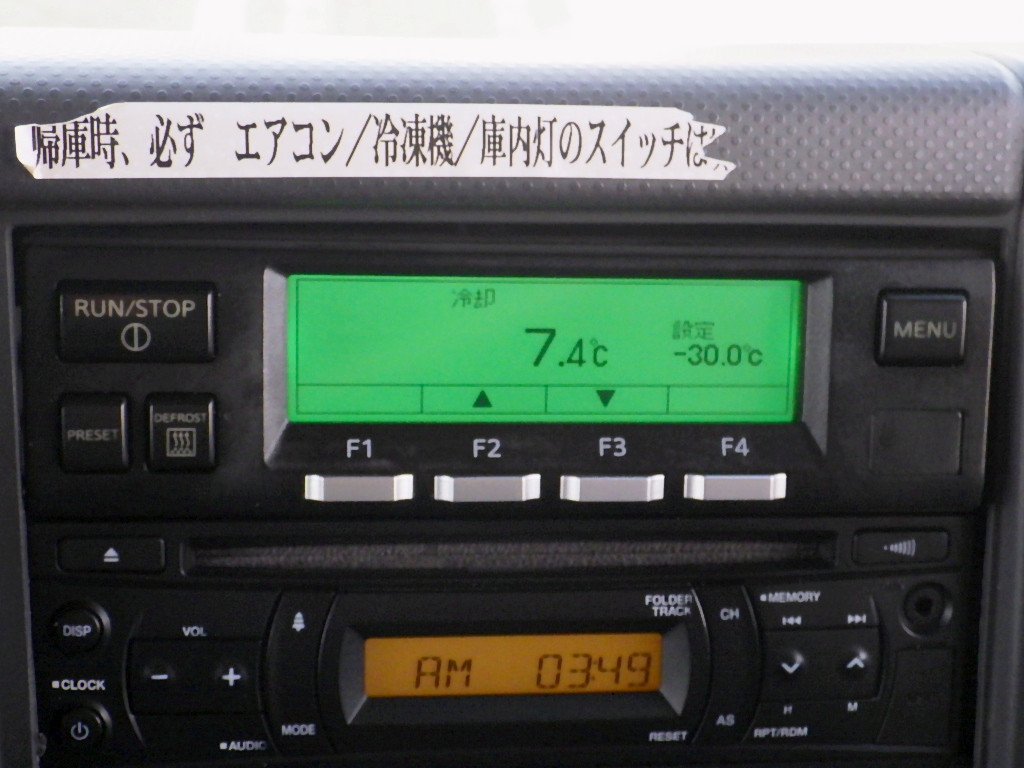 帰庫時、必ず　エアコン／冷凍機／庫内灯のスイッチは
RUN/STOP
冷却
7.4℃
設定
-30.0℃
MENU
PRESET
DEFROST
F1 F2 F3 F4
DISP
VOL
- +
CLOCK
MODE
AUDIO
AM 03:49
FOLDER
TRACK
RESET
CH
AS
MEMORY
H M
RPT/RDM